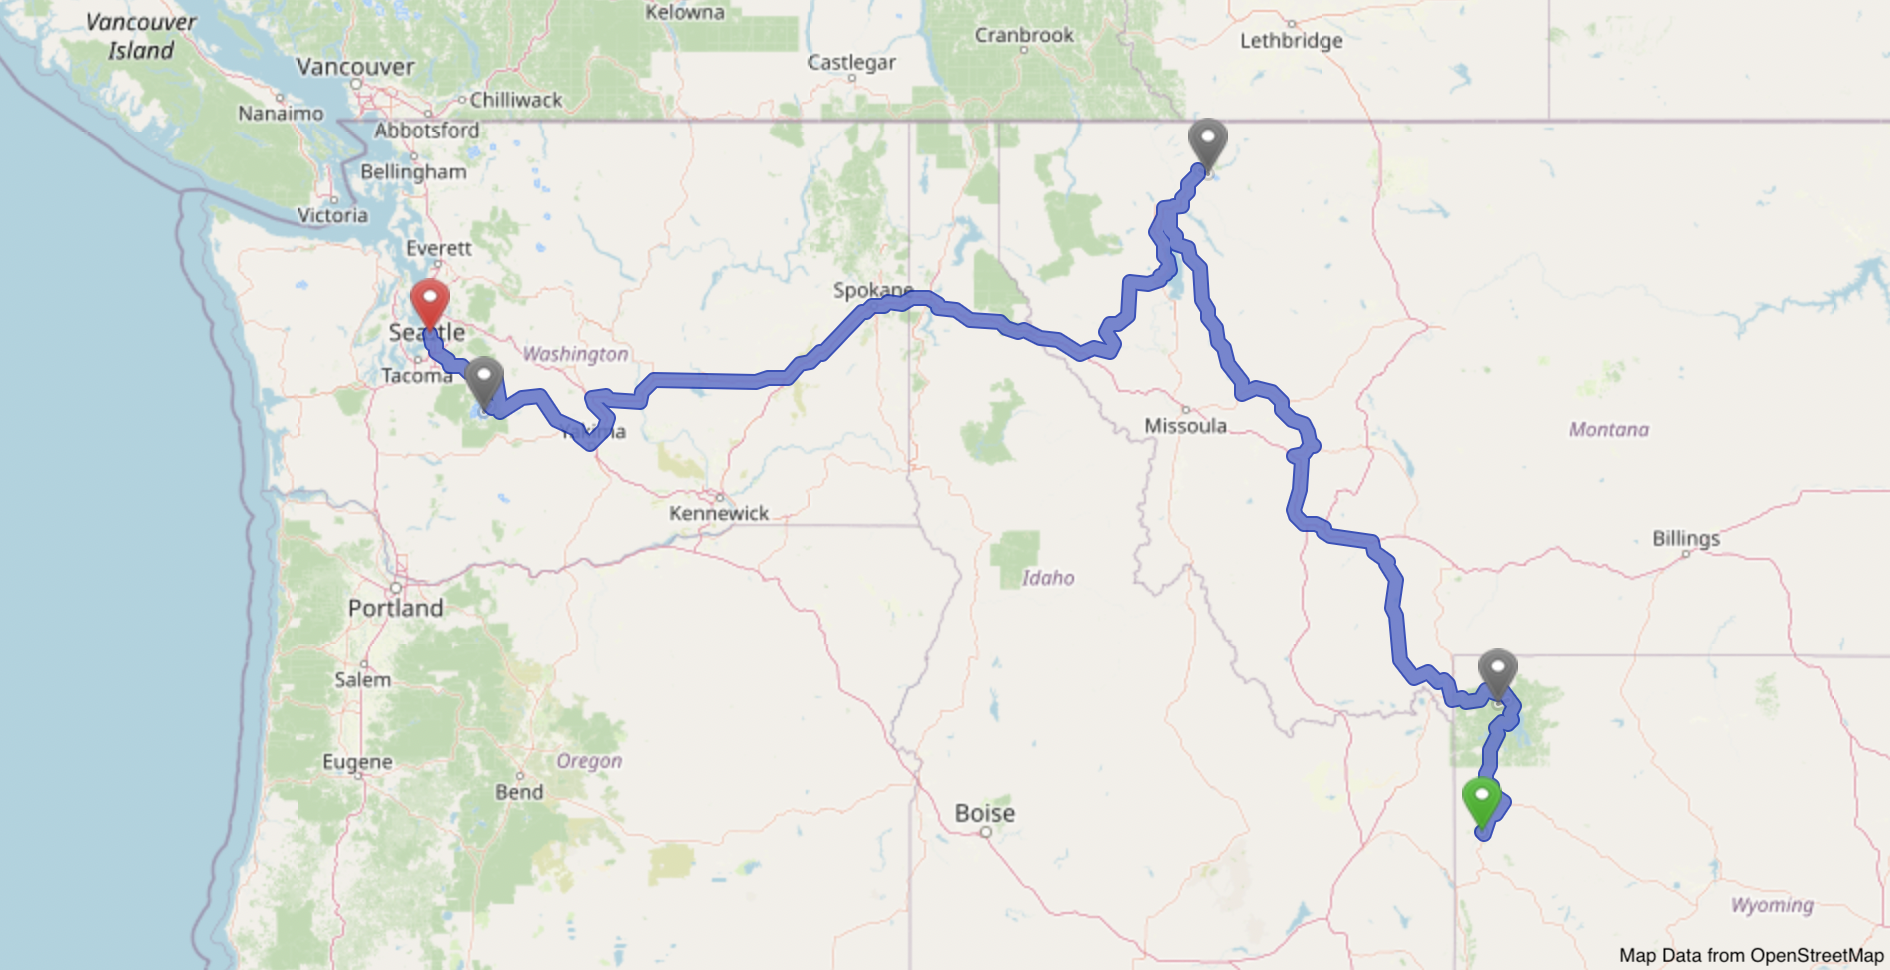 Vancouver
Island
Kelowna
Cranbrook
Lethbridge
Vancouver
Castlegar
Nanaimo
Chilliwack
Abbotsford
Bellingham
Victoria
Everett
Spokane
Seattle
Washington
Tacoma
Missoula
Yakima
Montana
Kennewick
Billings
Idaho
Portland
Salem
Eugene
Oregon
Bend
Boise
Wyoming
Map Data from OpenStreetMap